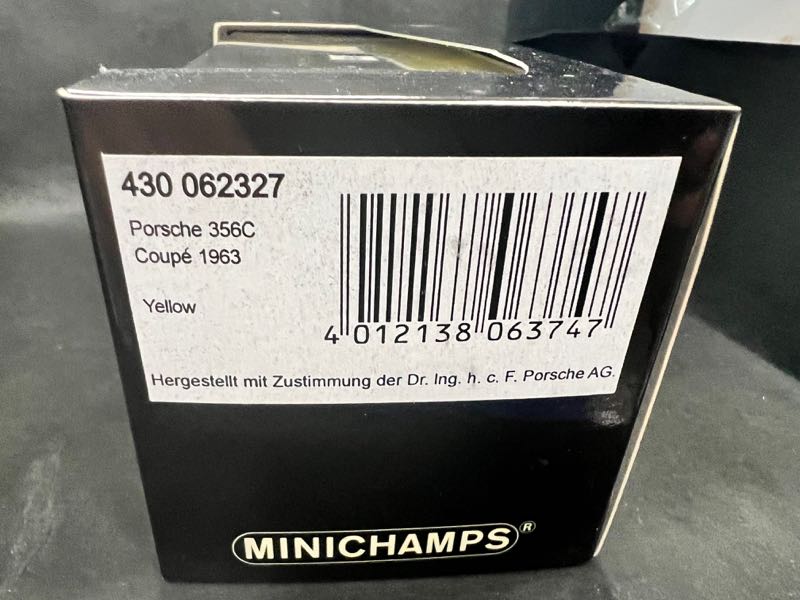 430 062327
Porsche 356C
Coupé 1963
Yellow
4 012138 063747
Hergestellt mit Zustimmung der Dr. Ing. h. c. F. Porsche AG.
MINICHAMPS®